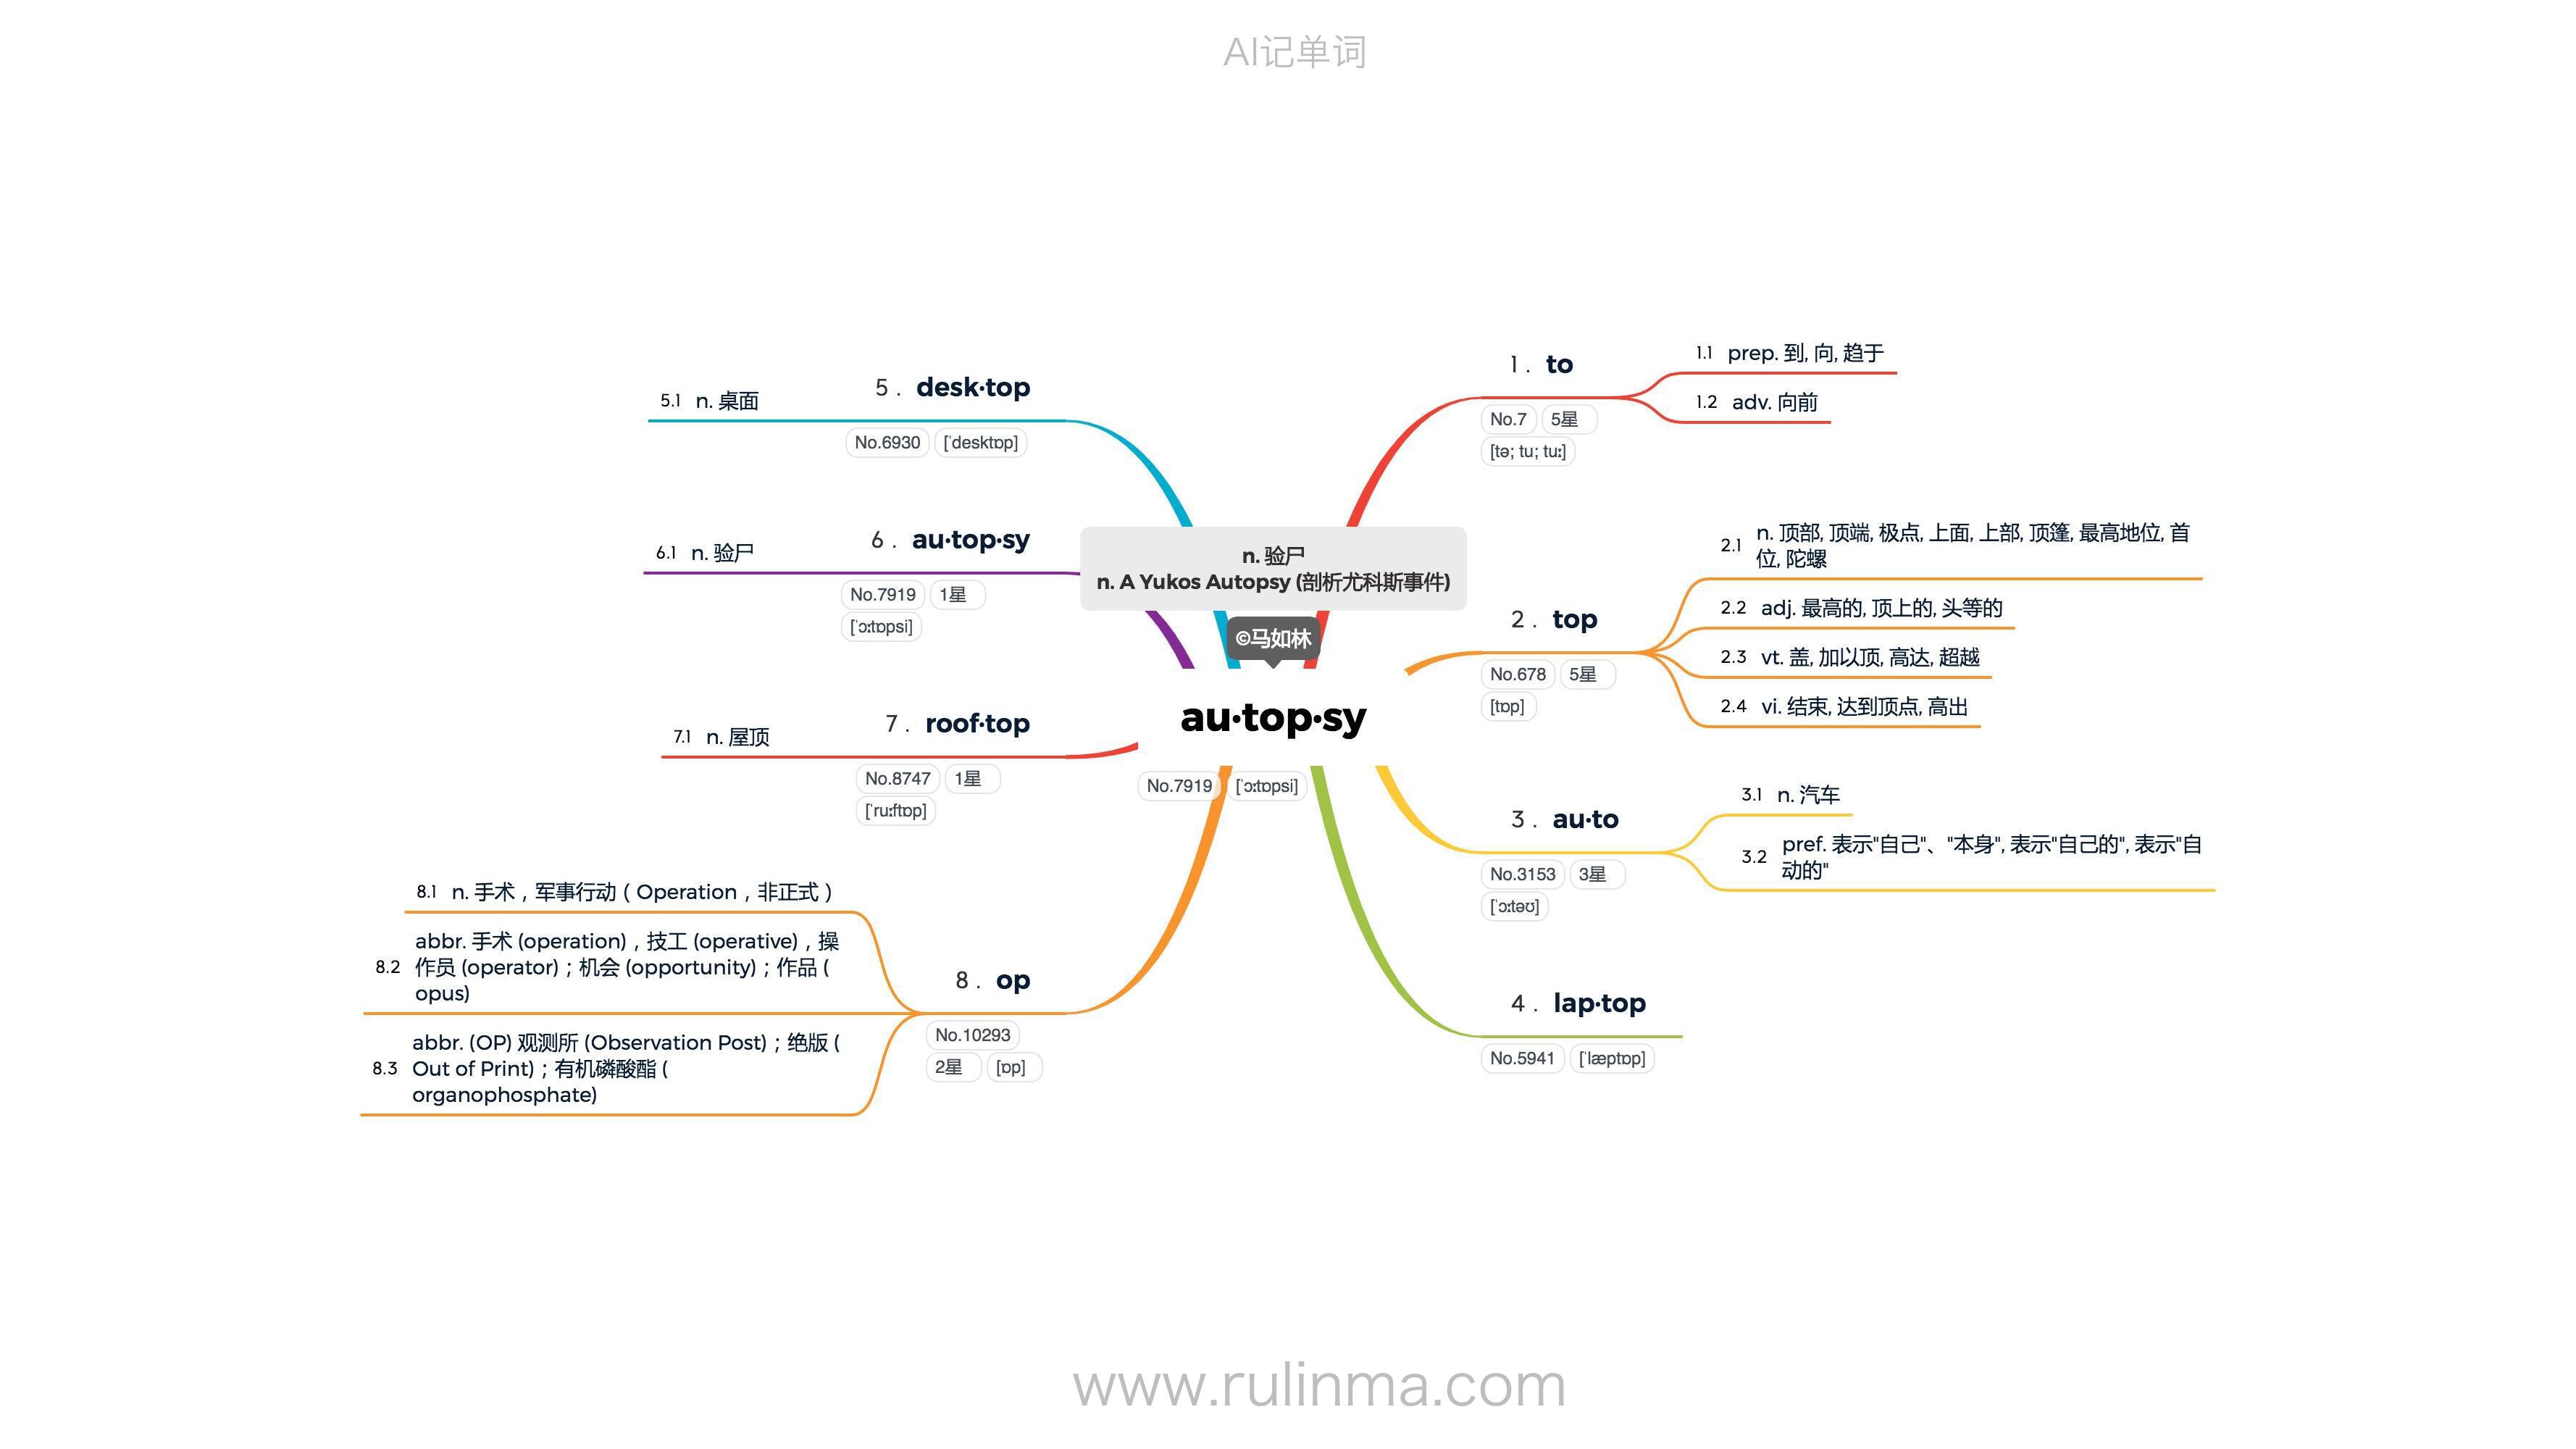 AI记单词
n. 验尸
n. A Yukos Autopsy (剖析尤科斯事件)
©马如林
au·top·sy
No.7919 [ˈɔːtɒpsi]
1. to
No.7 5星
[tə; tu; tuː]
1.1 prep. 到, 向, 趋于
1.2 adv. 向前
2. top
No.678 5星
[tɒp]
2.1 n. 顶部, 顶端, 极点, 上面, 上部, 顶篷, 最高地位, 首
位, 陀螺
2.2 adj. 最高的, 顶上的, 头等的
2.3 vt. 盖, 加以顶, 高达, 超越
2.4 vi. 结束, 达到顶点, 高出
3. au·to
No.3153 3星
[ˈɔːtəʊ]
3.1 n. 汽车
3.2 pref. 表示"自己"、"本身", 表示"自己的", 表示"自
动的"
4. lap·top
No.5941 [ˈlæptɒp]
5. desk·top
No.6930 [ˈdesktɒp]
5.1 n. 桌面
6. au·top·sy
No.7919 1星
[ˈɔːtɒpsi]
6.1 n. 验尸
7. roof·top
No.8747 1星
[ˈruːftɒp]
7.1 n. 屋顶
8. op
No.10293
2星 [ɒp]
8.1 n. 手术，军事行动（Operation，非正式）
8.2 abbr. 手术 (operation)，技工 (operative)，操
作员 (operator)；机会 (opportunity)；作品 (
opus)
8.3 abbr. (OP) 观测所 (Observation Post)；绝版 (
Out of Print)；有机磷酸酯 (
organophosphate)
www.rulinma.com